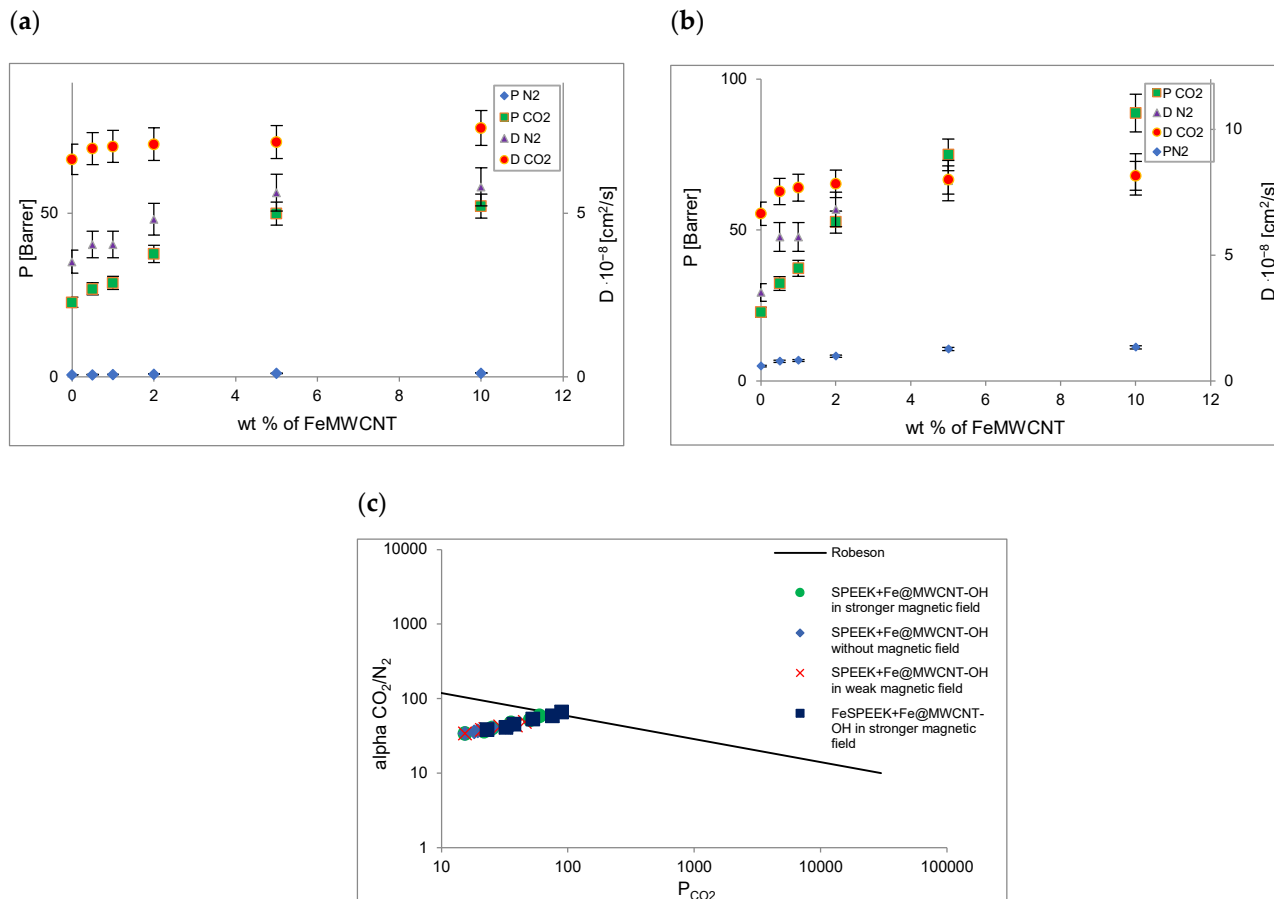 (a)
P N2
P CO2
D N2
D CO2
50
0
P [Barrer]
5
0
D ·10⁻⁸ [cm²/s]
0 2 4 6 8 10 12
wt % of FeMWCNT
(b)
P CO2
D N2
D CO2
PN2
100
50
0
P [Barrer]
10
5
0
D ·10⁻⁸ [cm²/s]
0 2 4 6 8 10 12
wt % of FeMWCNT
(c)
10000
1000
100
10
1
alpha CO₂/N₂
Robeson
SPEEK+Fe@MWCNT-OH
in stronger magnetic field
SPEEK+Fe@MWCNT-OH
without magnetic field
SPEEK+Fe@MWCNT-OH
in weak magnetic field
FeSPEEK+Fe@MWCNT-
OH in stronger magnetic
field
10 100 1000 10000 100000
P_CO2